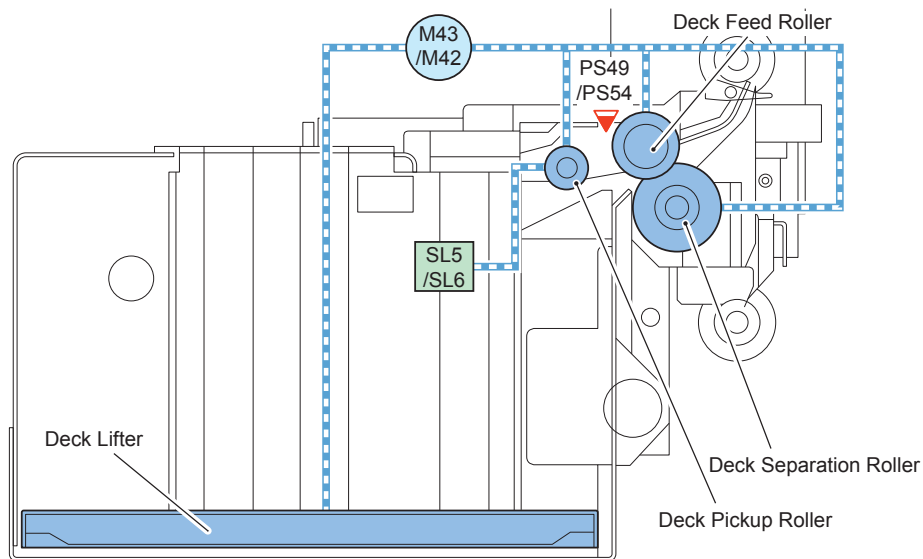 Deck Feed Roller
M43
/M42
PS49
/PS54
SL5
/SL6
Deck Lifter
Deck Separation Roller
Deck Pickup Roller